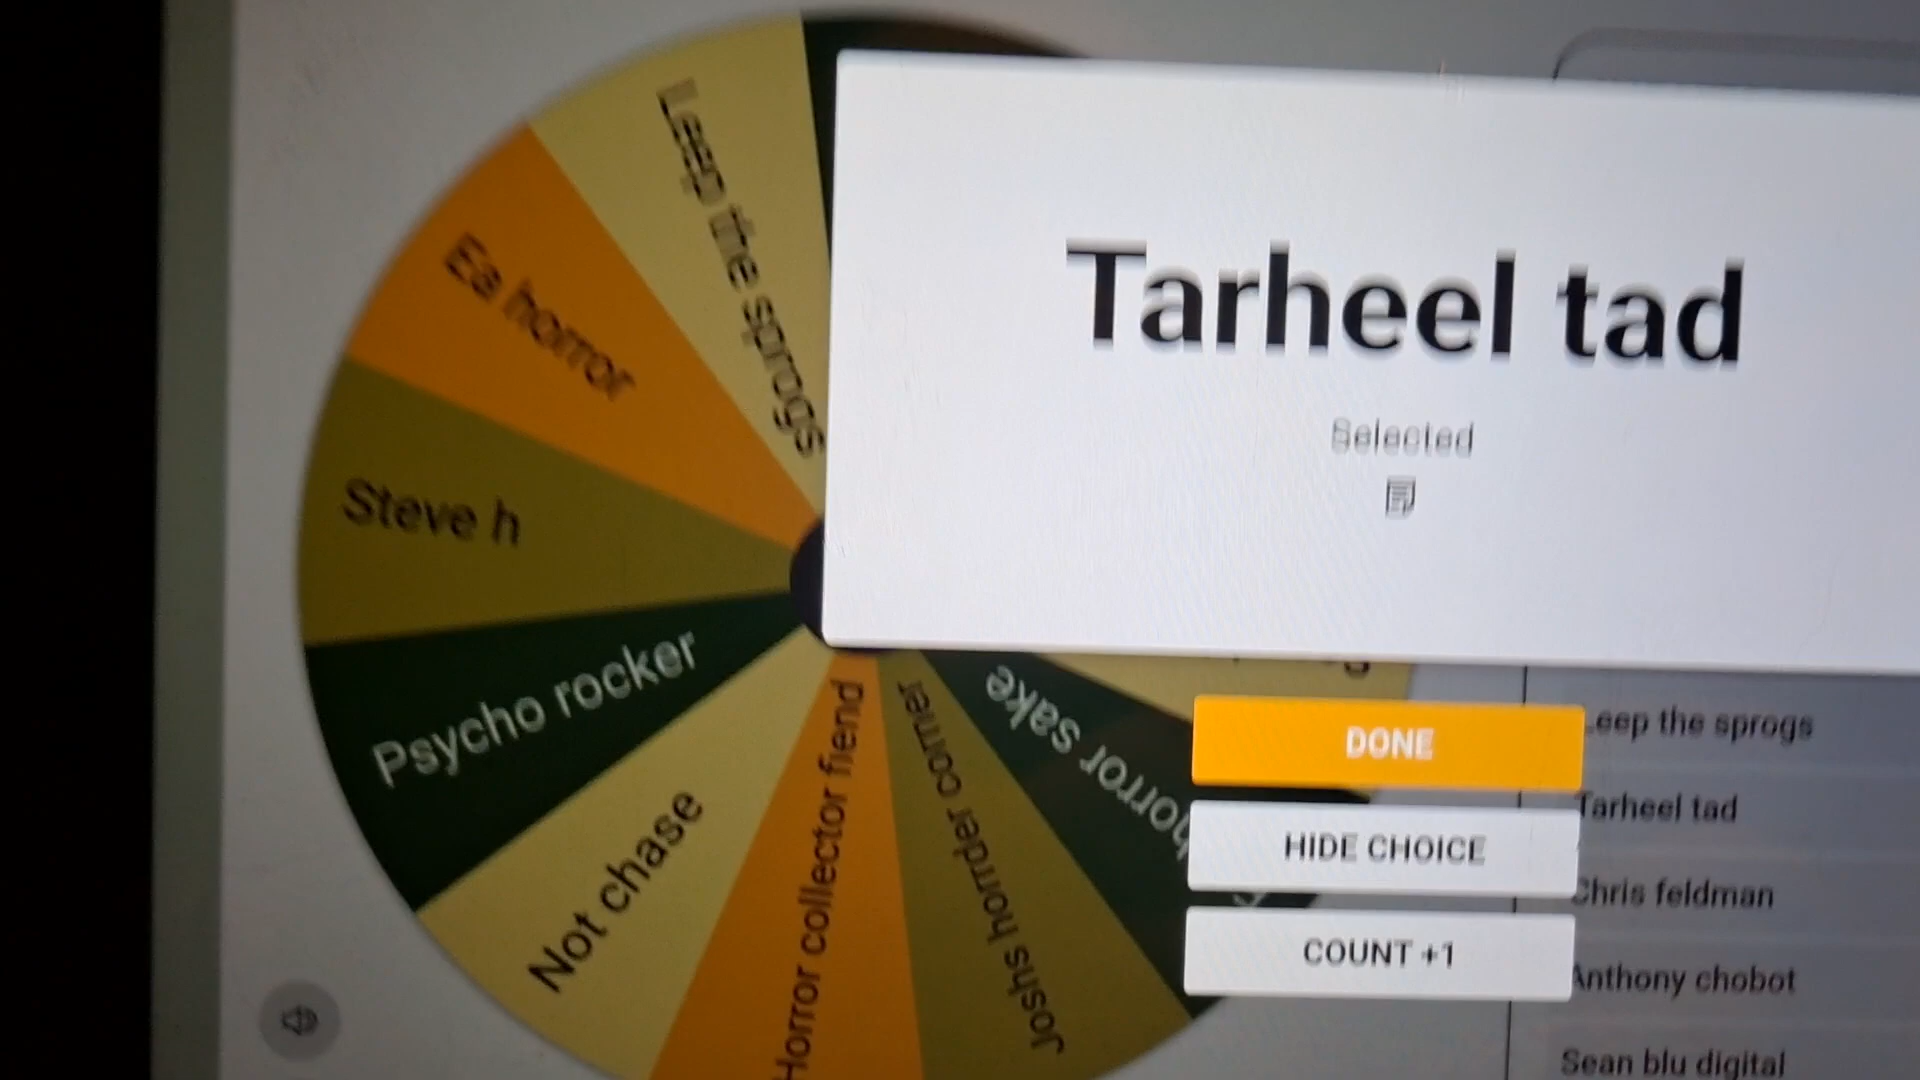 Leep the sprogs
Ea horror
Steve h
Psycho rocker
Not chase
Horror collector fiend
Joshs horrder corner
horror sake
Tarheel tad
Selected
DONE
HIDE CHOICE
COUNT +1
Leep the sprogs
Tarheel tad
Chris feldman
Anthony chobot
Sean blu digital